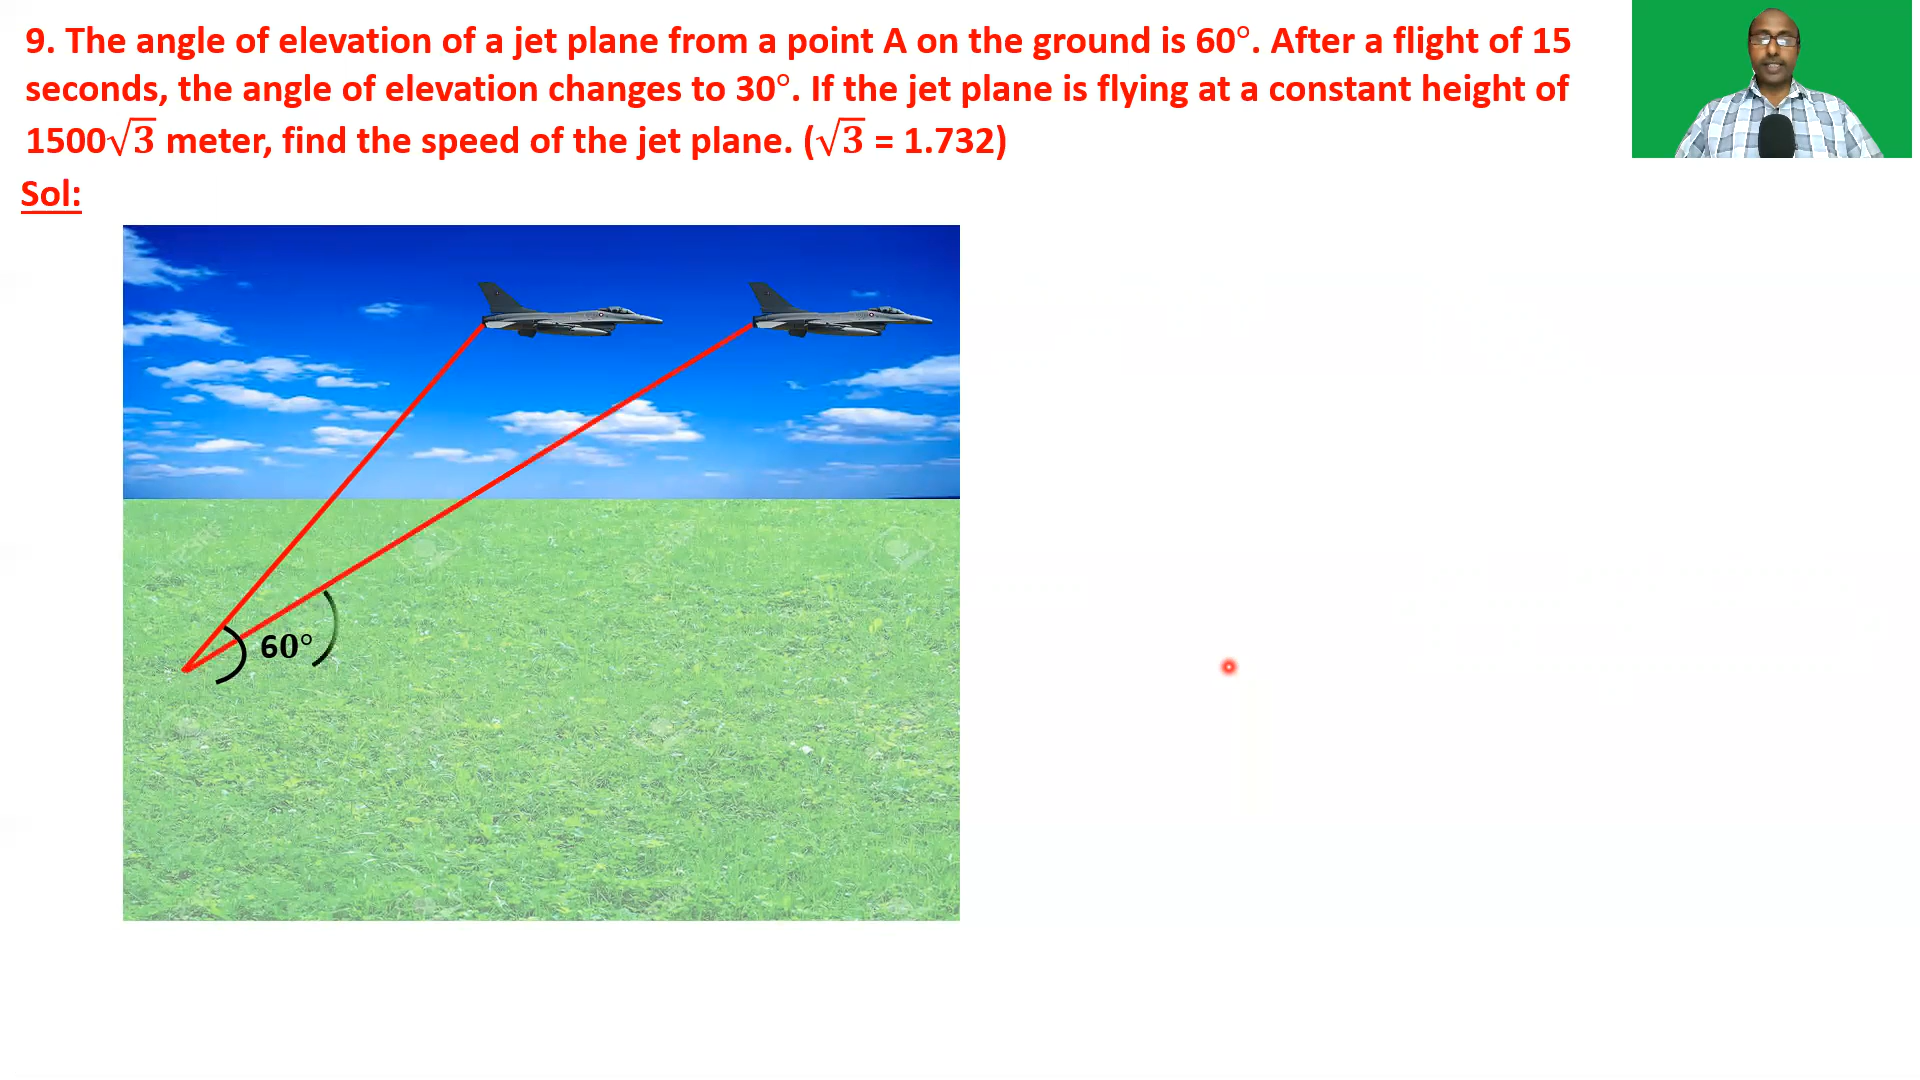 9. The angle of elevation of a jet plane from a point A on the ground is 60°. After a flight of 15
seconds, the angle of elevation changes to 30°. If the jet plane is flying at a constant height of
1500√3 meter, find the speed of the jet plane. (√3 = 1.732)
Sol:
60°